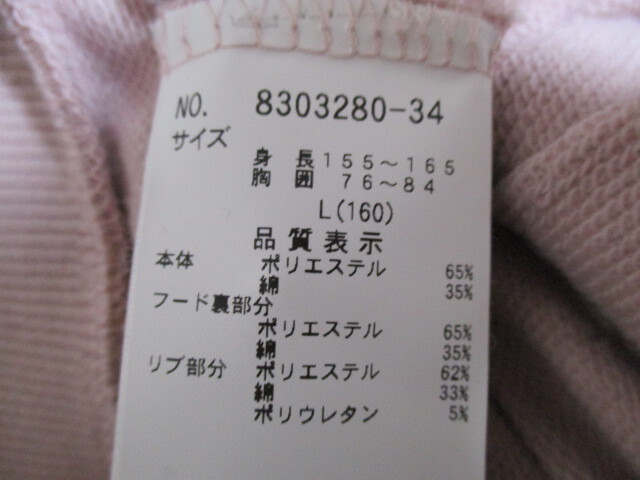 NO. 8303280-34
サイズ
身 長 155～165
胸 囲 76～84
L(160)
品質表示
本体 ポリエステル 65%
綿 35%
フード裏部分
ポリエステル 65%
綿 35%
リブ部分 ポリエステル 62%
綿 33%
ポリウレタン 5%